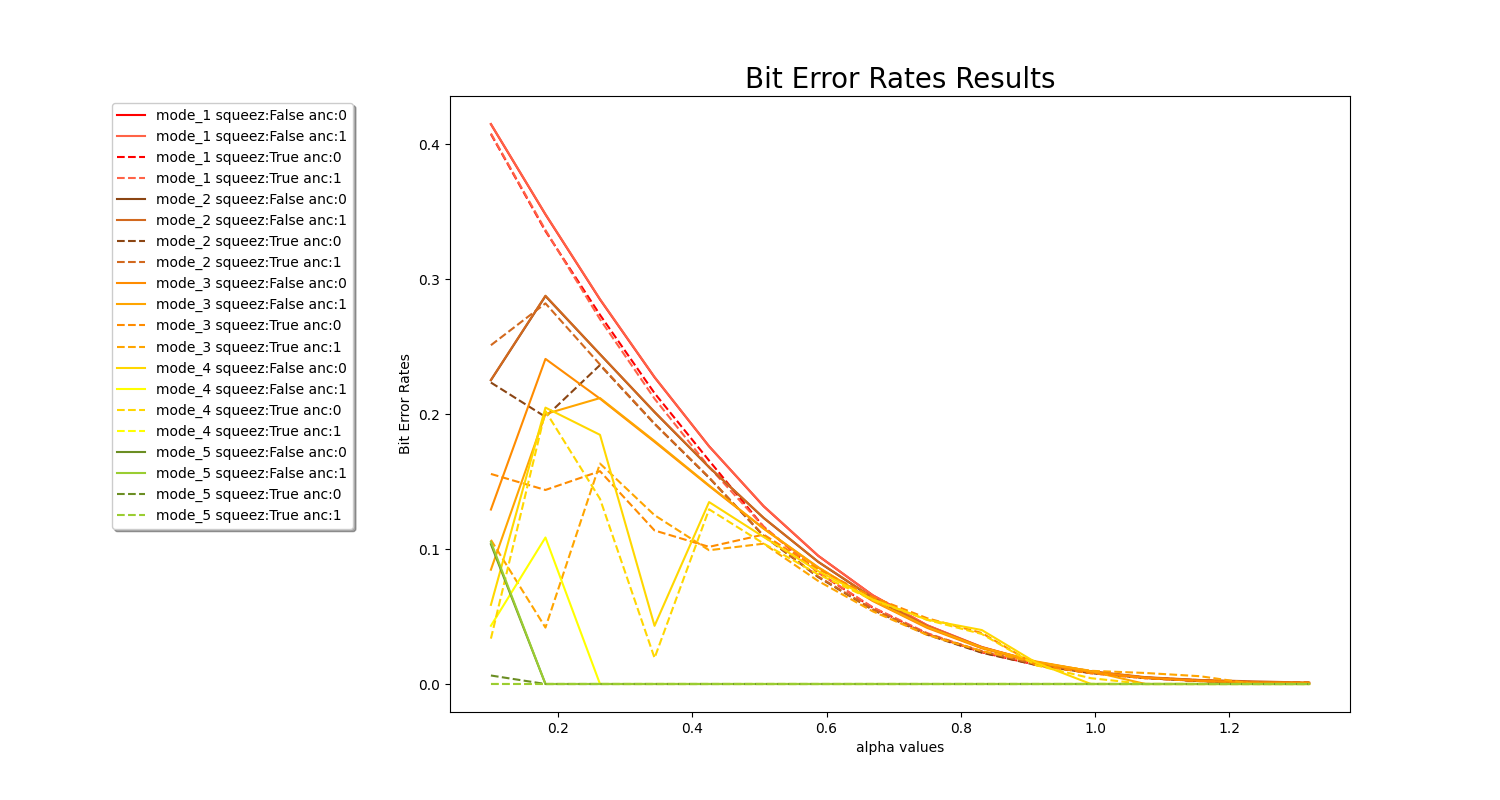 Bit Error Rates Results
mode_1 squeez:False anc:0
mode_1 squeez:False anc:1
mode_1 squeez:True anc:0
mode_1 squeez:True anc:1
mode_2 squeez:False anc:0
mode_2 squeez:False anc:1
mode_2 squeez:True anc:0
mode_2 squeez:True anc:1
mode_3 squeez:False anc:0
mode_3 squeez:False anc:1
mode_3 squeez:True anc:0
mode_3 squeez:True anc:1
mode_4 squeez:False anc:0
mode_4 squeez:False anc:1
mode_4 squeez:True anc:0
mode_4 squeez:True anc:1
mode_5 squeez:False anc:0
mode_5 squeez:False anc:1
mode_5 squeez:True anc:0
mode_5 squeez:True anc:1
Bit Error Rates
0.4
0.3
0.2
0.1
0.0
0.2 0.4 0.6 0.8 1.0 1.2
alpha values